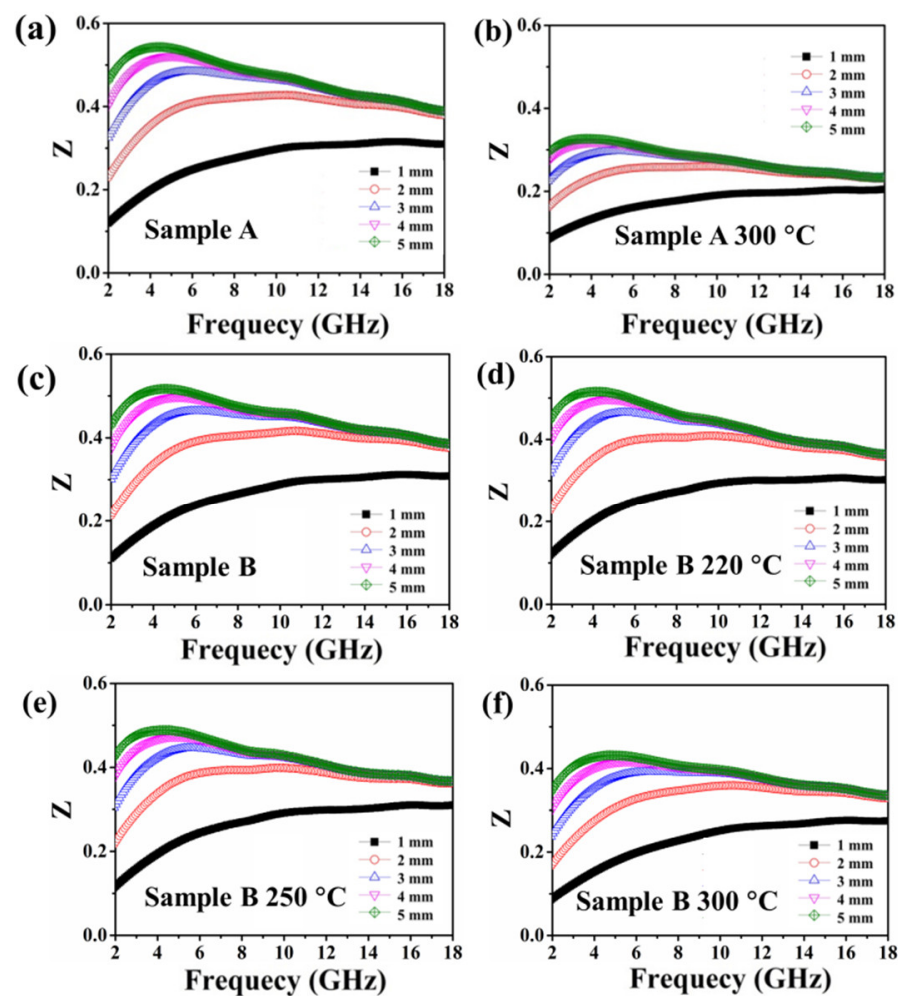 (a)
0.6
0.4
0.2
0.0
Z
Sample A
1 mm
2 mm
3 mm
4 mm
5 mm
2 4 6 8 10 12 14 16 18
Frequecy (GHz)
(b)
0.6
0.4
0.2
0.0
Z
1 mm
2 mm
3 mm
4 mm
5 mm
Sample A 300 °C
2 4 6 8 10 12 14 16 18
Frequecy (GHz)
(c)
0.6
0.4
0.2
0.0
Z
Sample B
1 mm
2 mm
3 mm
4 mm
5 mm
2 4 6 8 10 12 14 16 18
Frequecy (GHz)
(d)
0.6
0.4
0.2
0.0
Z
1 mm
2 mm
3 mm
4 mm
5 mm
Sample B 220 °C
2 4 6 8 10 12 14 16 18
Frequecy (GHz)
(e)
0.6
0.4
0.2
0.0
Z
1 mm
2 mm
3 mm
4 mm
5 mm
Sample B 250 °C
2 4 6 8 10 12 14 16 18
Frequecy (GHz)
(f)
0.6
0.4
0.2
0.0
Z
1 mm
2 mm
3 mm
4 mm
5 mm
Sample B 300 °C
2 4 6 8 10 12 14 16 18
Frequecy (GHz)